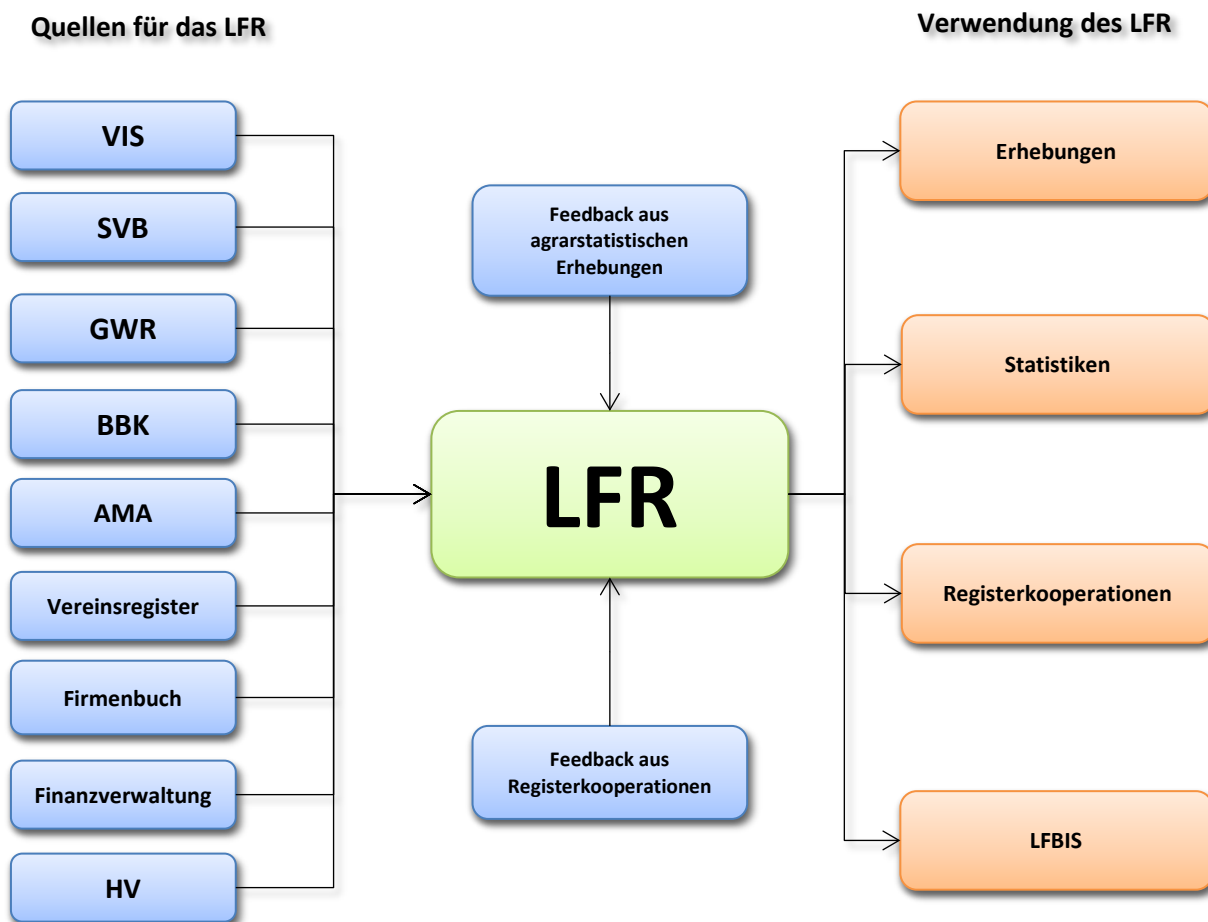 Quellen für das LFR
VIS
SVB
GWR
BBK
AMA
Vereinsregister
Firmenbuch
Finanzverwaltung
HV
Feedback aus
agrarstatistischen
Erhebungen
LFR
Feedback aus
Registerkooperationen
Verwendung des LFR
Erhebungen
Statistiken
Registerkooperationen
LFBIS